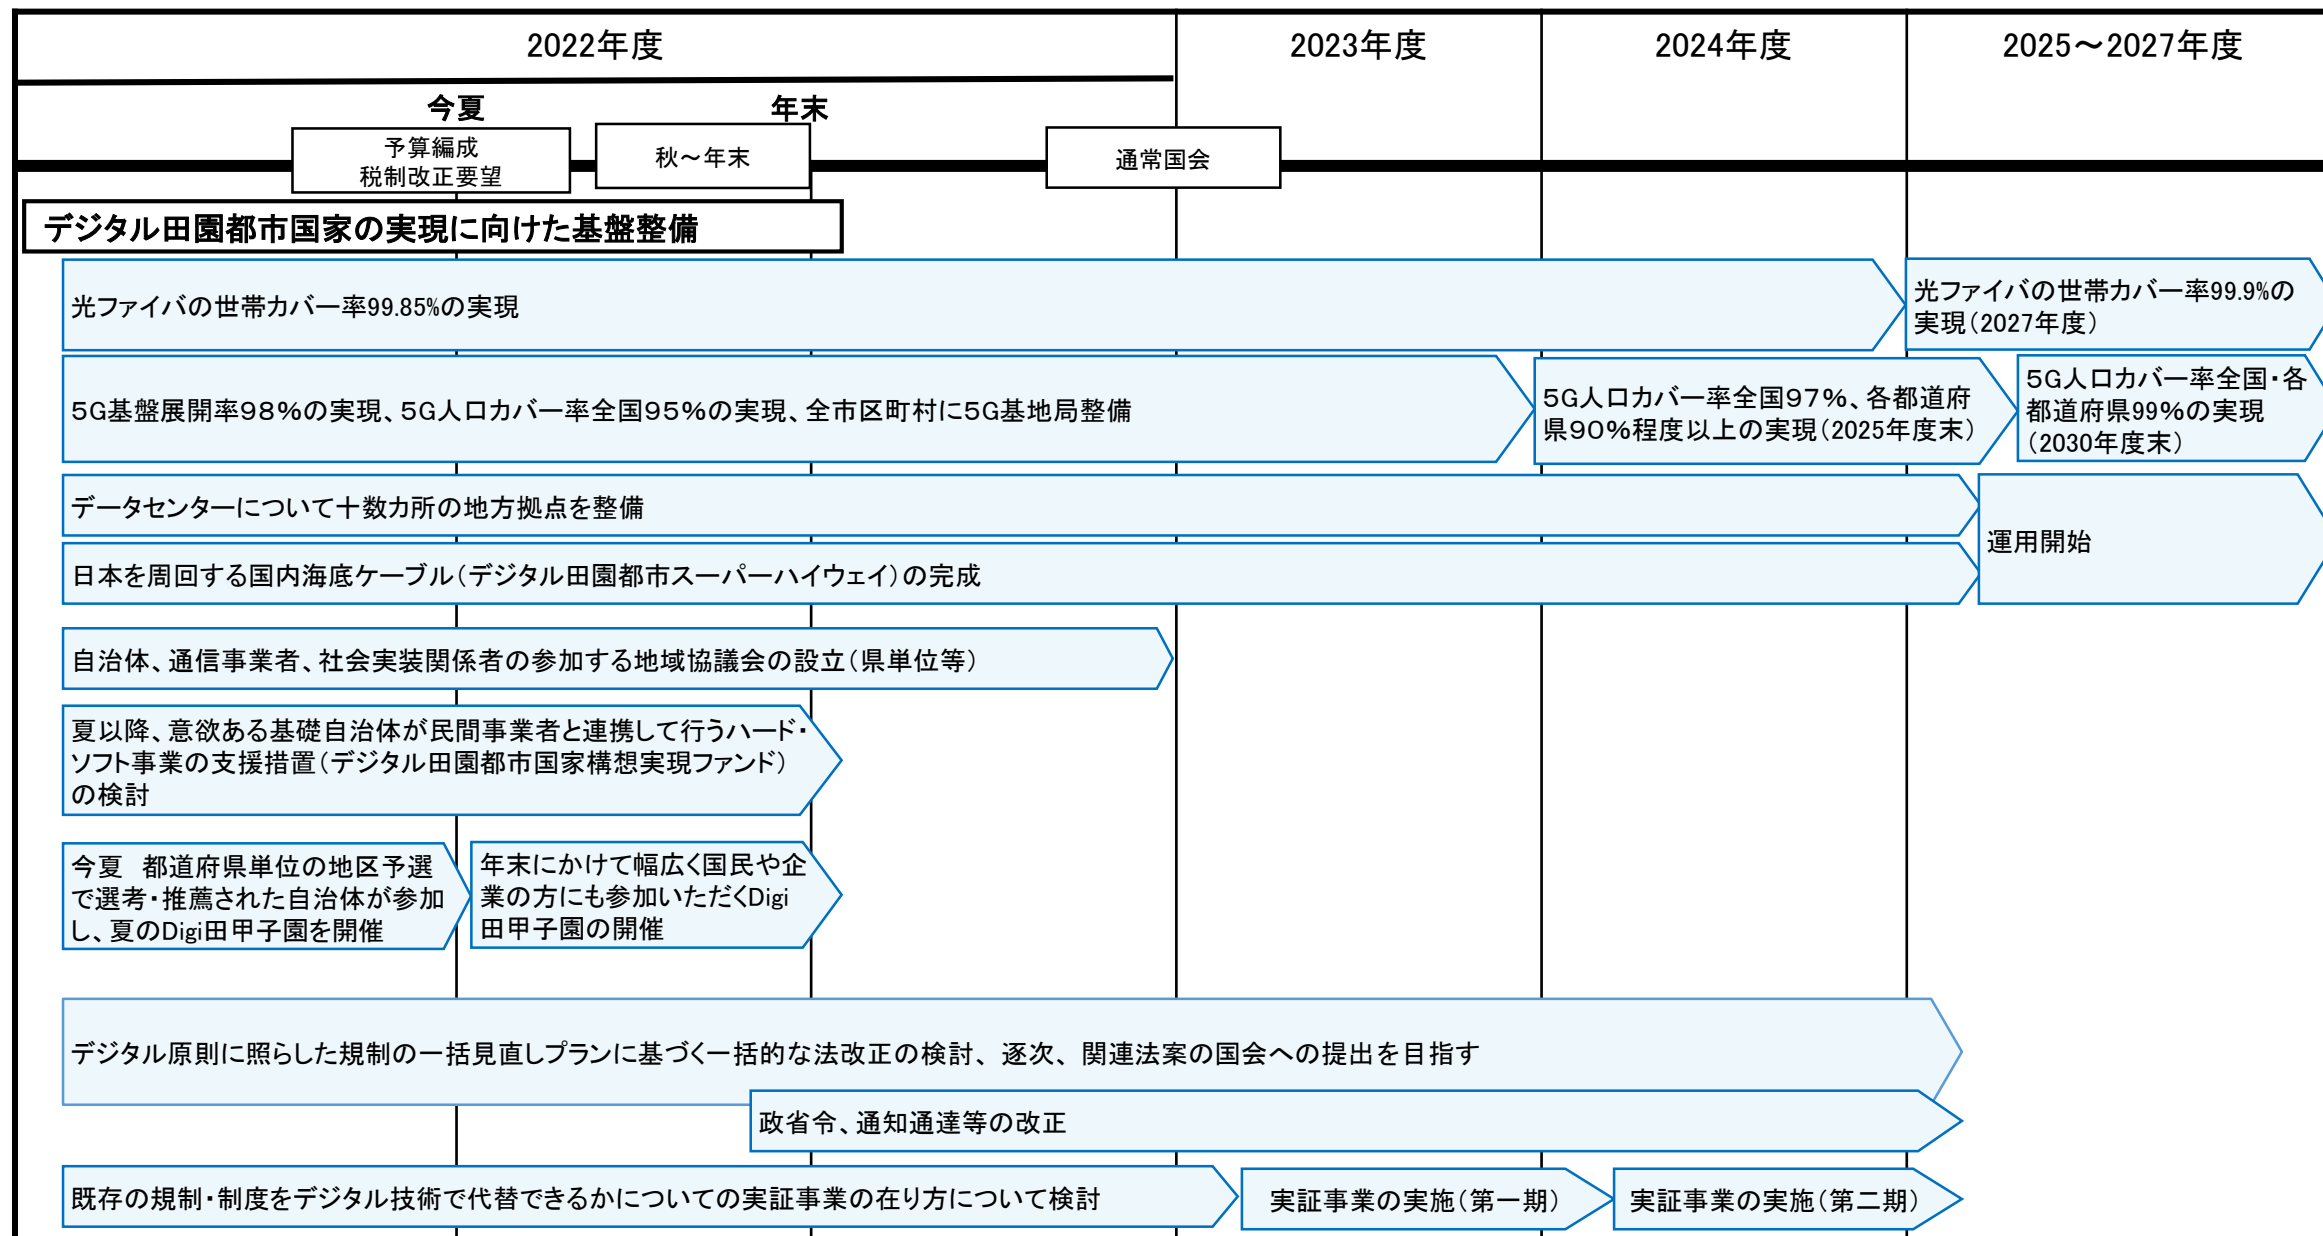 2022年度
2023年度
2024年度
2025～2027年度
今夏
年末
予算編成
税制改正要望
秋～年末
通常国会
デジタル田園都市国家の実現に向けた基盤整備
光ファイバの世帯カバー率99.85%の実現
光ファイバの世帯カバー率99.9%の
実現（2027年度）
５Ｇ基盤展開率９８％の実現、５Ｇ人口カバー率全国９５％の実現、全市区町村に５Ｇ基地局整備
５Ｇ人口カバー率全国９７％、各都道府
県９０％程度以上の実現（2025年度末）
５Ｇ人口カバー率全国・各
都道府県99％の実現
（2030年度末）
データセンターについて十数カ所の地方拠点を整備
運用開始
日本を周回する国内海底ケーブル（デジタル田園都市スーパーハイウェイ）の完成
自治体、通信事業者、社会実装関係者の参加する地域協議会の設立（県単位等）
夏以降、意欲ある基礎自治体が民間事業者と連携して行うハード・
ソフト事業の支援措置（デジタル田園都市国家構想実現ファンド）
の検討
今夏　都道府県単位の地区予選
で選考・推薦された自治体が参加
し、夏のDigi田甲子園を開催
年末にかけて幅広く国民や企
業の方にも参加いただくDigi
田甲子園の開催
デジタル原則に照らした規制の一括見直しプランに基づく一括的な法改正の検討、逐次、関連法案の国会への提出を目指す
政省令、通知通達等の改正
既存の規制・制度をデジタル技術で代替できるかについての実証事業の在り方について検討
実証事業の実施（第一期）
実証事業の実施（第二期）